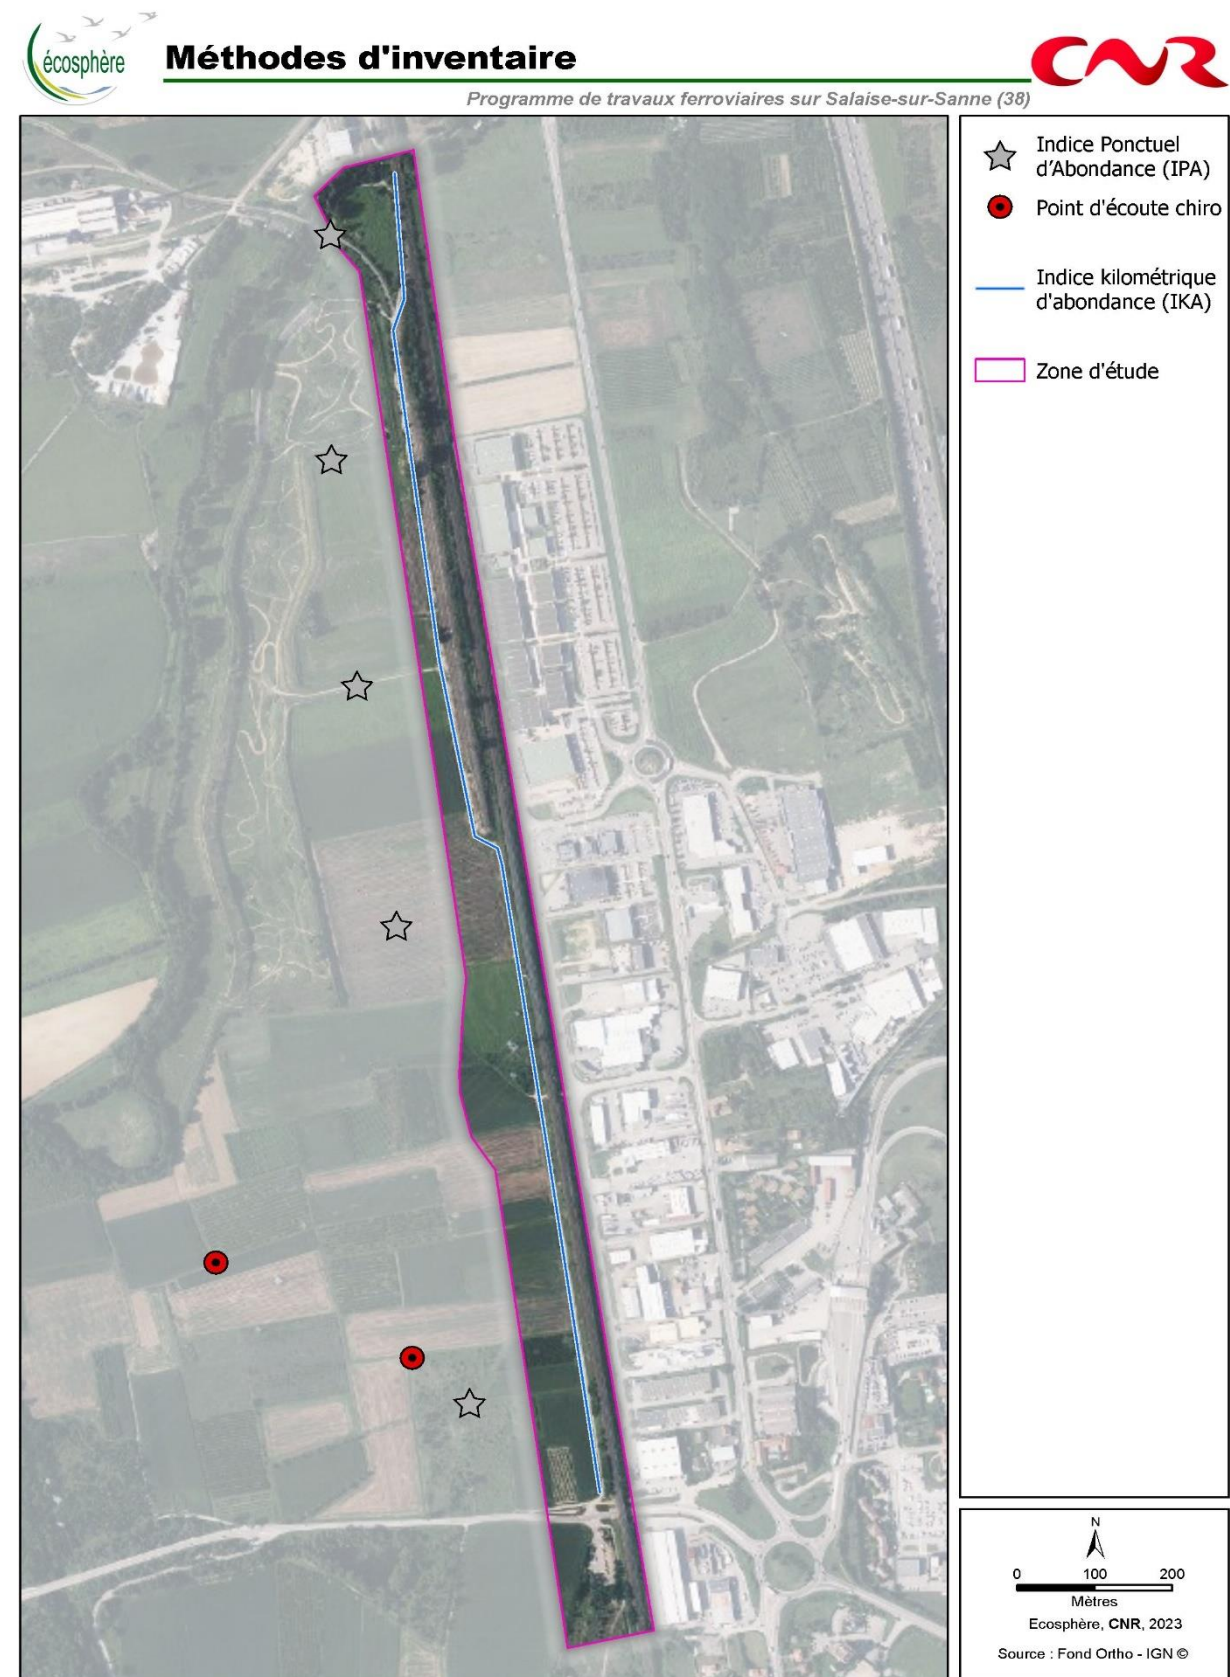 écosphère
Méthodes d'inventaire
CNR
Programme de travaux ferroviaires sur Salaise-sur-Sanne (38)
Indice Ponctuel
d'Abondance (IPA)
Point d'écoute chiro
Indice kilométrique
d'abondance (IKA)
Zone d'étude
N
0 100 200
Mètres
Ecosphère, CNR, 2023
Source : Fond Ortho - IGN ©